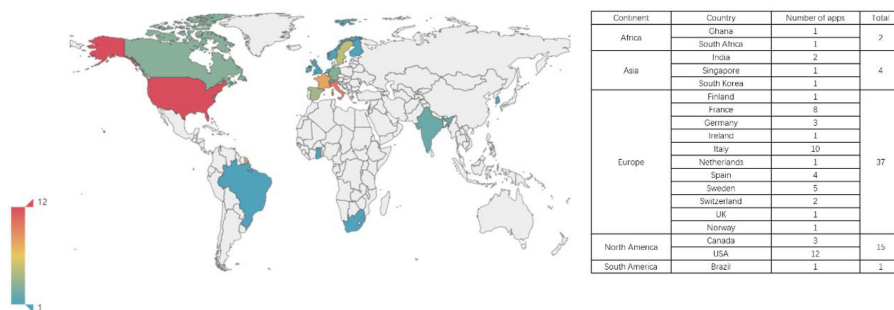 12
1
Continent Country Number of apps Total
Africa Ghana 1 2
South Africa 1
Asia India 2 4
Singapore 1
South Korea 1
Europe Finland 1 37
France 8
Germany 3
Ireland 1
Italy 10
Netherlands 1
Spain 4
Sweden 5
Switzerland 2
UK 1
Norway 1
North America Canada 3 15
USA 12
South America Brazil 1 1